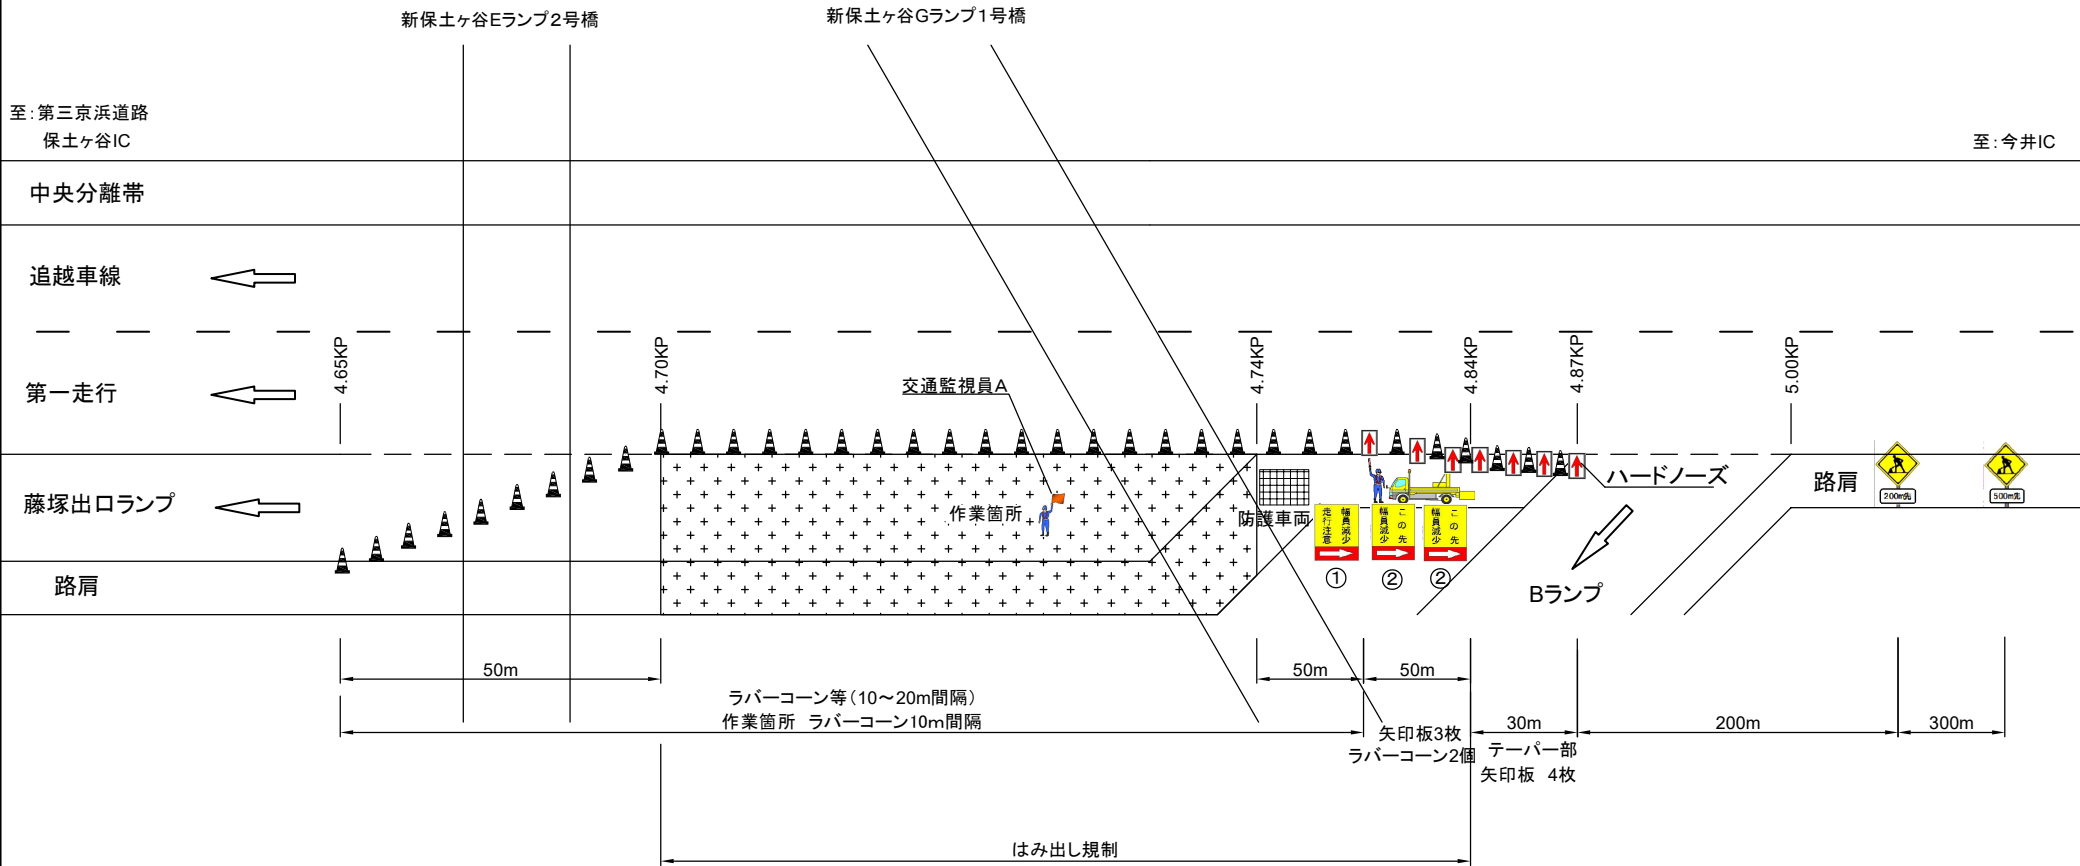 新保土ヶ谷Eランプ2号橋
新保土ヶ谷Gランプ1号橋
至：第三京浜道路
保土ヶ谷IC
至：今井IC
中央分離帯
追越車線
4.65KP
4.70KP
4.74KP
4.84KP
4.87KP
5.00KP
第一走行
交通監視員A
藤塚出口ランプ
作業箇所
防護車両
ハードノーズ
路肩
200m先
500m先
幅員減少
走行注意
この先
幅員減少
この先
幅員減少
①
②
②
Bランプ
路肩
50m
50m
50m
ラバーコーン等（10～20m間隔）
作業箇所 ラバーコーン10m間隔
矢印板3枚
ラバーコーン2個
30m
テーパー部
矢印板 4枚
200m
300m
はみ出し規制